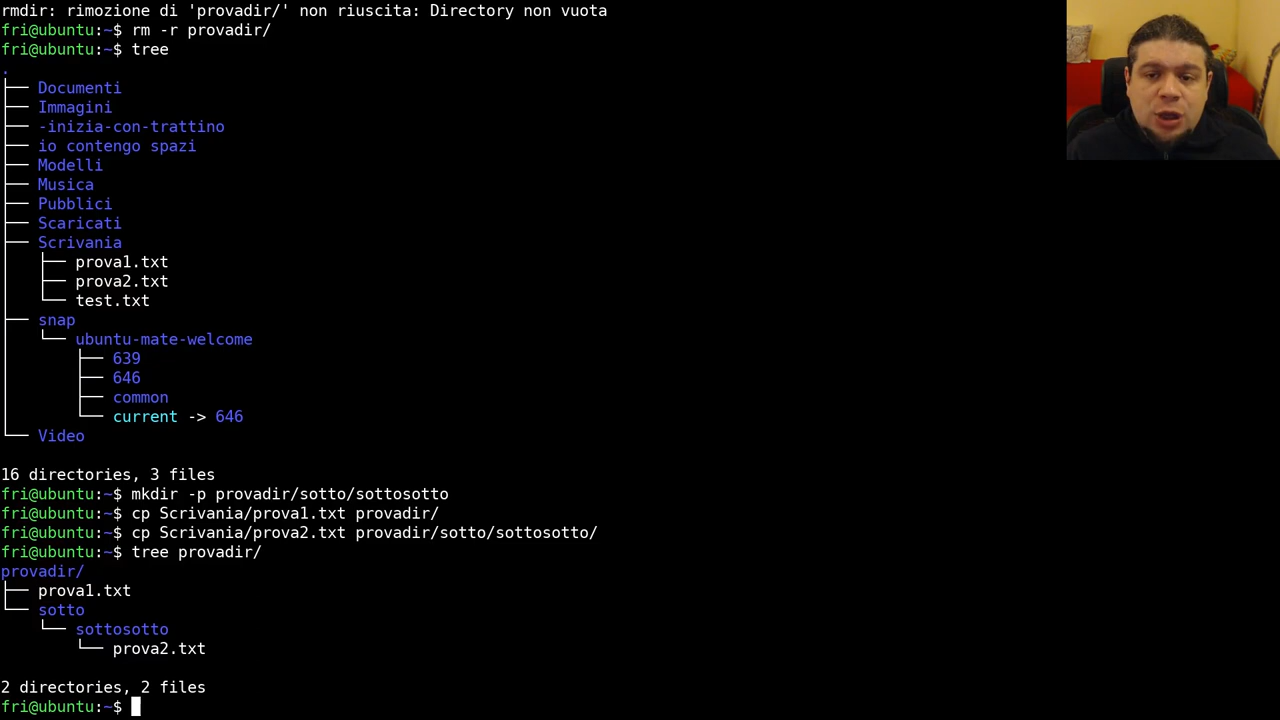 rmdir: rimozione di 'provadir/' non riuscita: Directory non vuota
fri@ubuntu:~$ rm -r provadir/
fri@ubuntu:~$ tree
.
├── Documenti
├── Immagini
├── -inizia-con-trattino
├── io contengo spazi
├── Modelli
├── Musica
├── Pubblici
├── Scaricati
├── Scrivania
│   ├── prova1.txt
│   ├── prova2.txt
│   └── test.txt
├── snap
│   └── ubuntu-mate-welcome
│       ├── 639
│       ├── 646
│       ├── common
│       └── current -> 646
└── Video
16 directories, 3 files
fri@ubuntu:~$ mkdir -p provadir/sotto/sottosotto
fri@ubuntu:~$ cp Scrivania/prova1.txt provadir/
fri@ubuntu:~$ cp Scrivania/prova2.txt provadir/sotto/sottosotto/
fri@ubuntu:~$ tree provadir/
provadir/
├── prova1.txt
└── sotto
    └── sottosotto
        └── prova2.txt
2 directories, 2 files
fri@ubuntu:~$